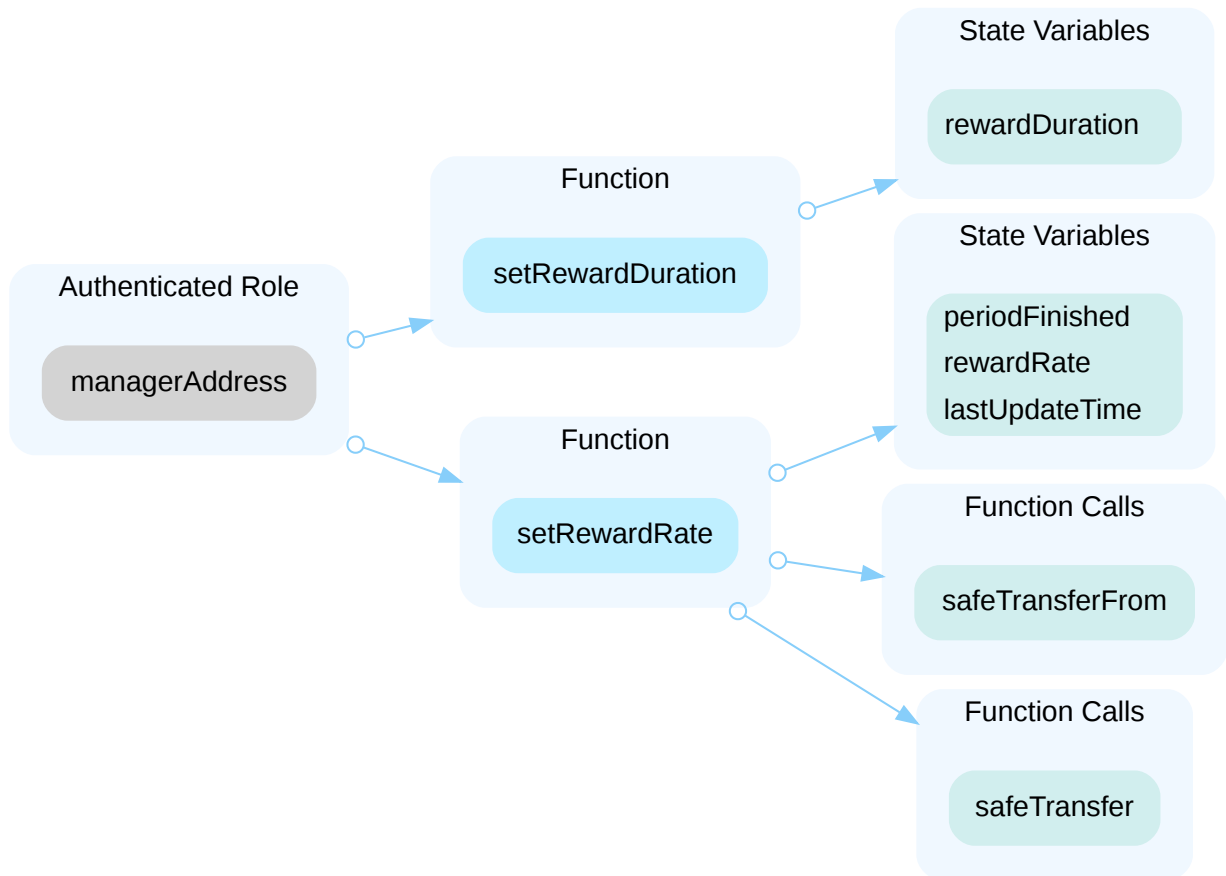 Authenticated Role
managerAddress
Function
setRewardDuration
Function
setRewardRate
State Variables
rewardDuration
State Variables
periodFinished
rewardRate
lastUpdateTime
Function Calls
safeTransferFrom
Function Calls
safeTransfer